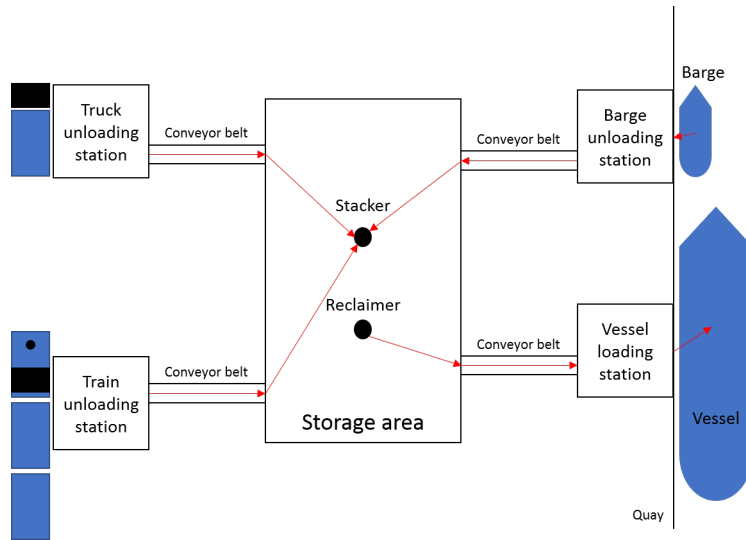 Barge
Truck
unloading
station
Conveyor belt
Conveyor belt
Barge
unloading
station
Stacker
Reclaimer
Train
unloading
station
Conveyor belt
Conveyor belt
Vessel
loading
station
Storage area
Vessel
Quay